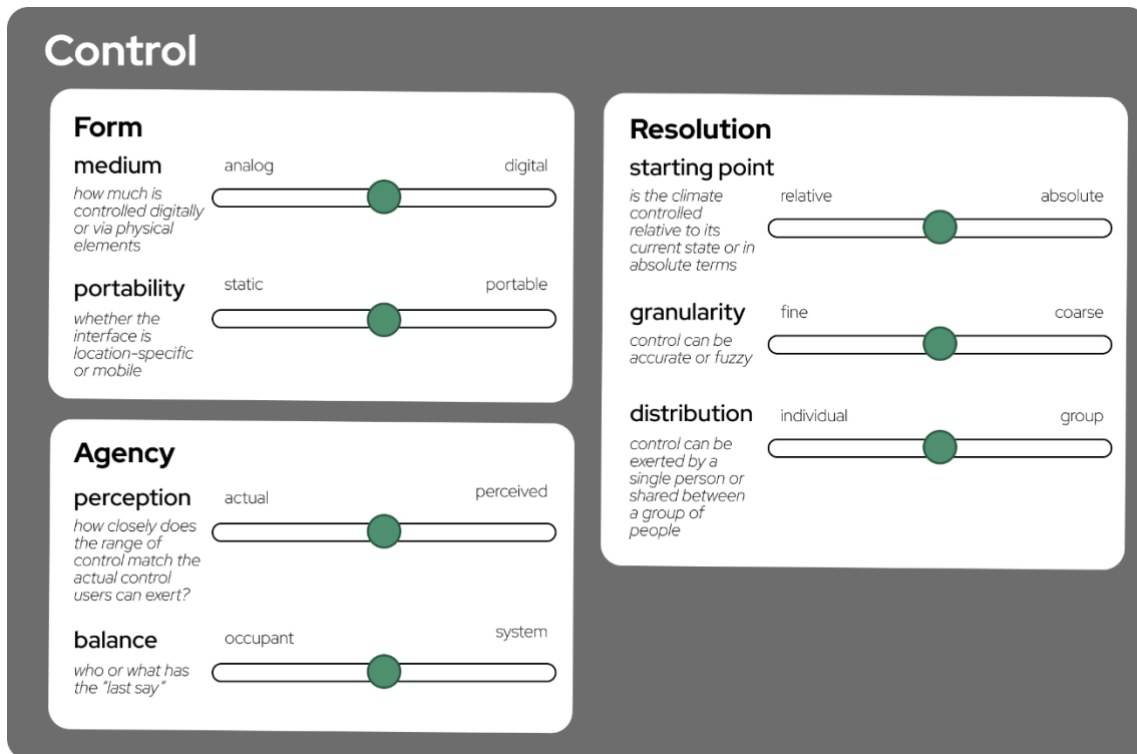 Control
Form
medium
analog
digital
how much is
controlled digitally
or via physical
elements
portability
static
portable
whether the
interface is
location-specific
or mobile
Agency
perception
actual
perceived
how closely does
the range of
control match the
actual control
users can exert?
balance
occupant
system
who or what has
the “last say”
Resolution
starting point
is the climate
controlled
relative to its
current state or in
absolute terms
relative
absolute
granularity
fine
coarse
control can be
accurate or fuzzy
distribution
individual
group
control can be
exerted by a
single person or
shared between
a group of
people